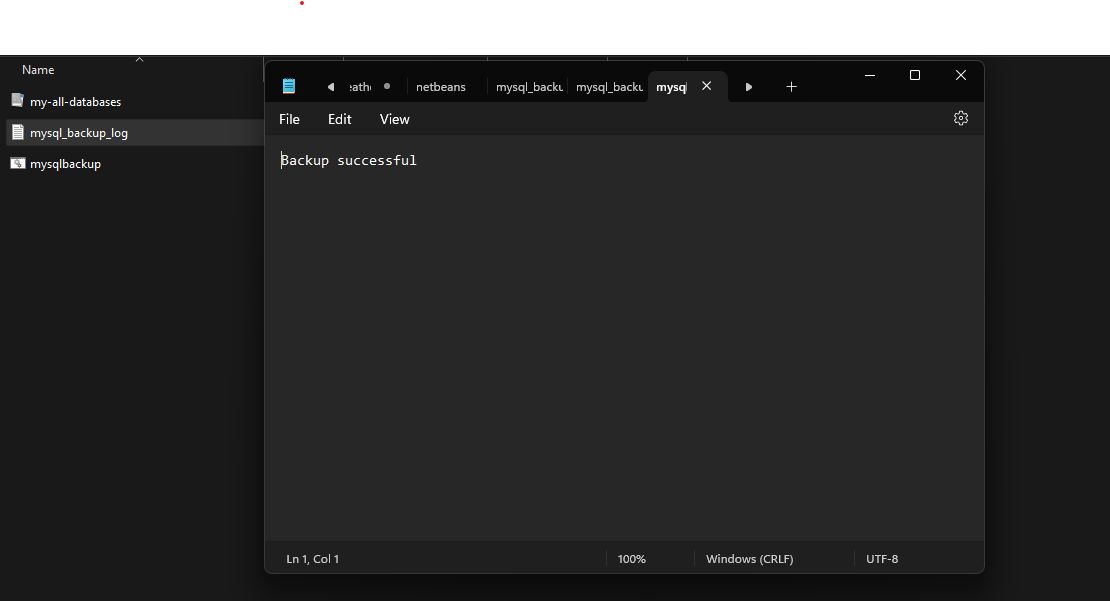 Name
my-all-databases
mysql_backup_log
mysqlbackup
eath
netbeans
mysql_backu
mysql_backu
mysql
File
Edit
View
Backup successful
Ln 1, Col 1
100%
Windows (CRLF)
UTF-8